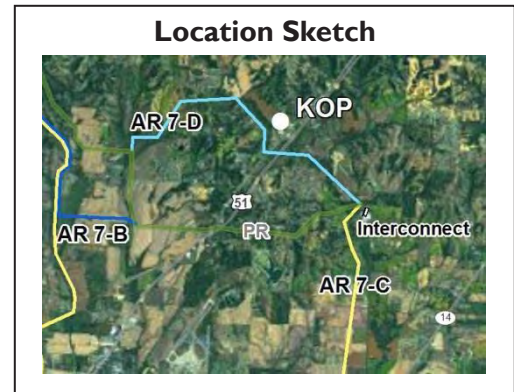 Location Sketch
KOP
AR 7-D
51
AR 7-B
PR
Interconnect
AR 7-C
14